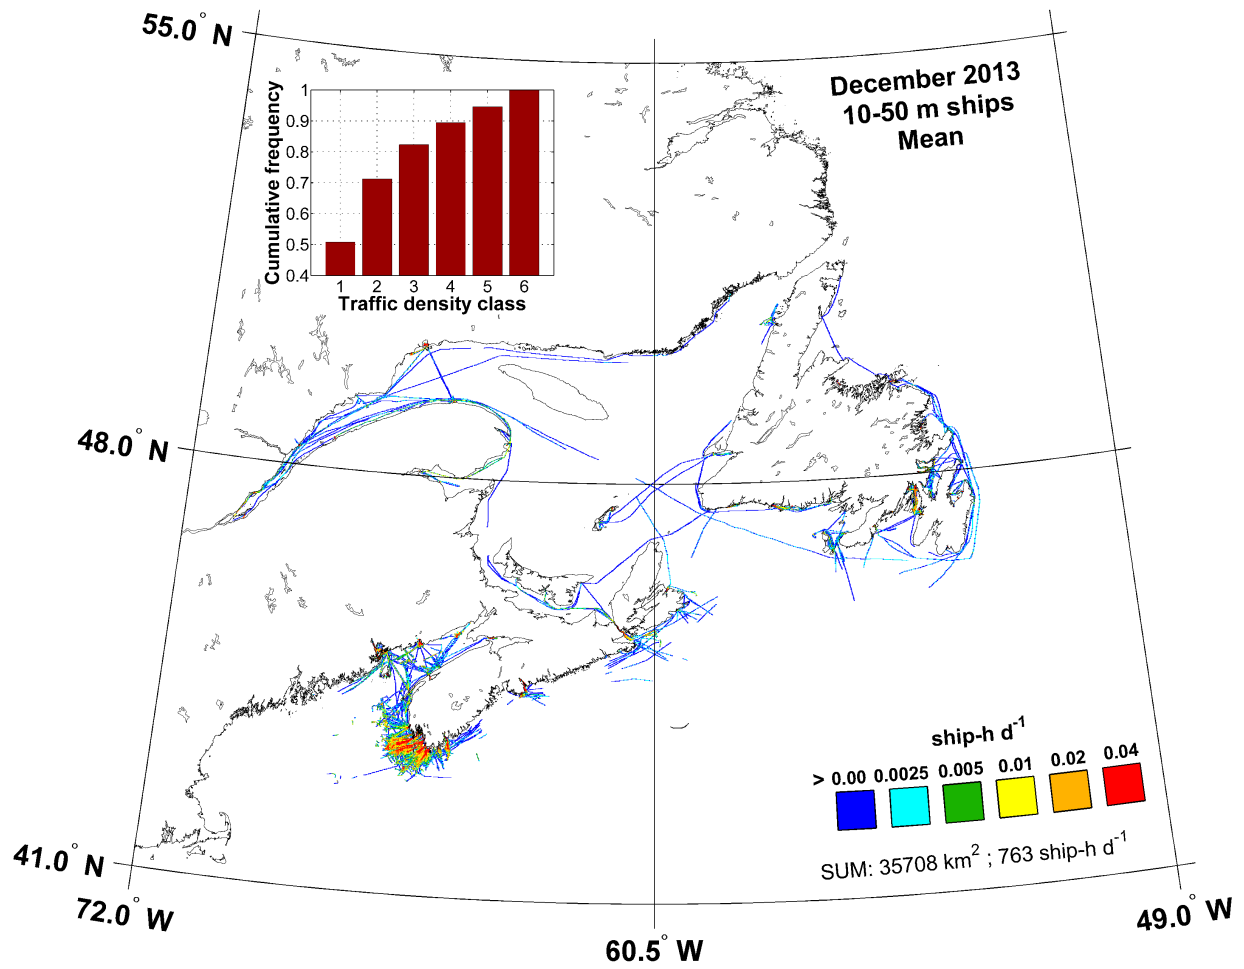 55.0° N
December 2013
10-50 m ships
Mean
Cumulative frequency
1
0.9
0.8
0.7
0.6
0.5
0.4
1 2 3 4 5 6
Traffic density class
48.0° N
ship-h d-1
> 0.00 0.0025 0.005 0.01 0.02 0.04
SUM: 35708 km2 ; 763 ship-h d-1
41.0° N
72.0° W
60.5° W
49.0° W